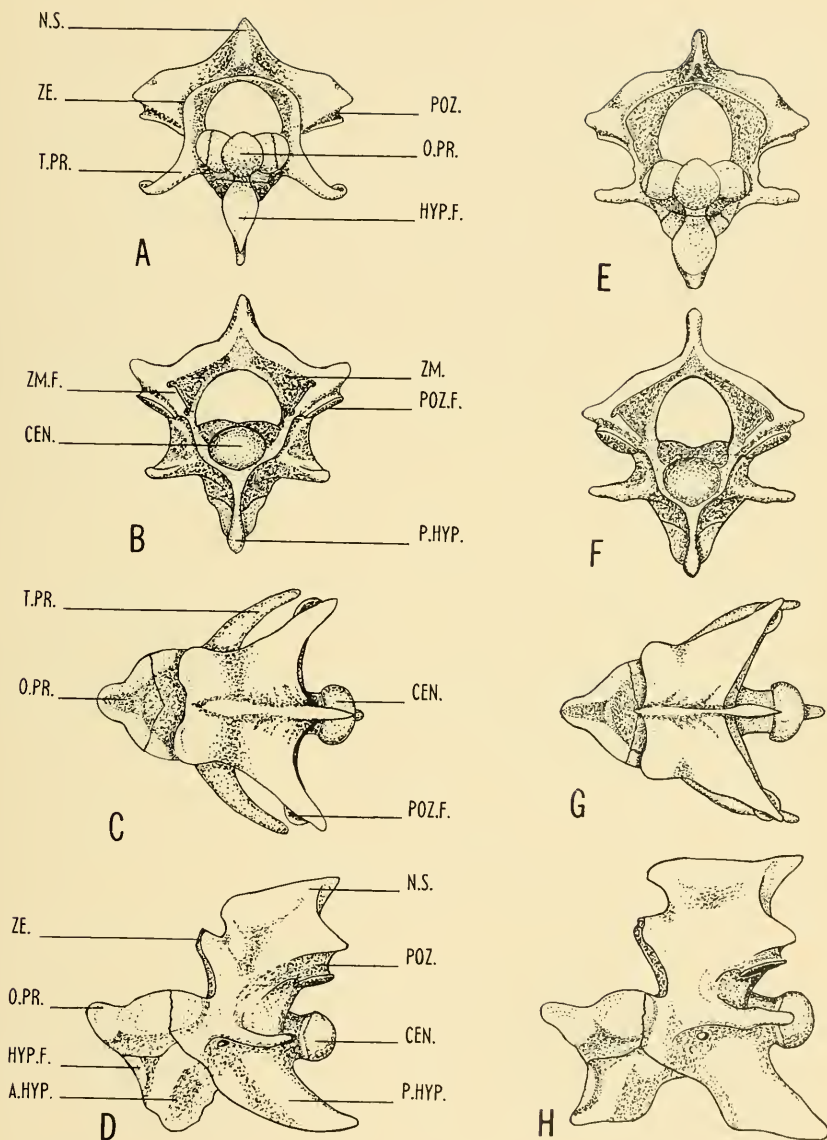 N.S.
ZE.
POZ.
O.PR.
T.PR.
HYP.F.
A
E
ZM.F.
ZM.
POZ.F.
CEN.
P.HYP.
B
F
T.PR.
O.PR.
CEN.
POZ.F.
C
G
N.S.
ZE.
POZ.
O.PR.
CEN.
HYP.F.
A.HYP.
P.HYP.
D
H